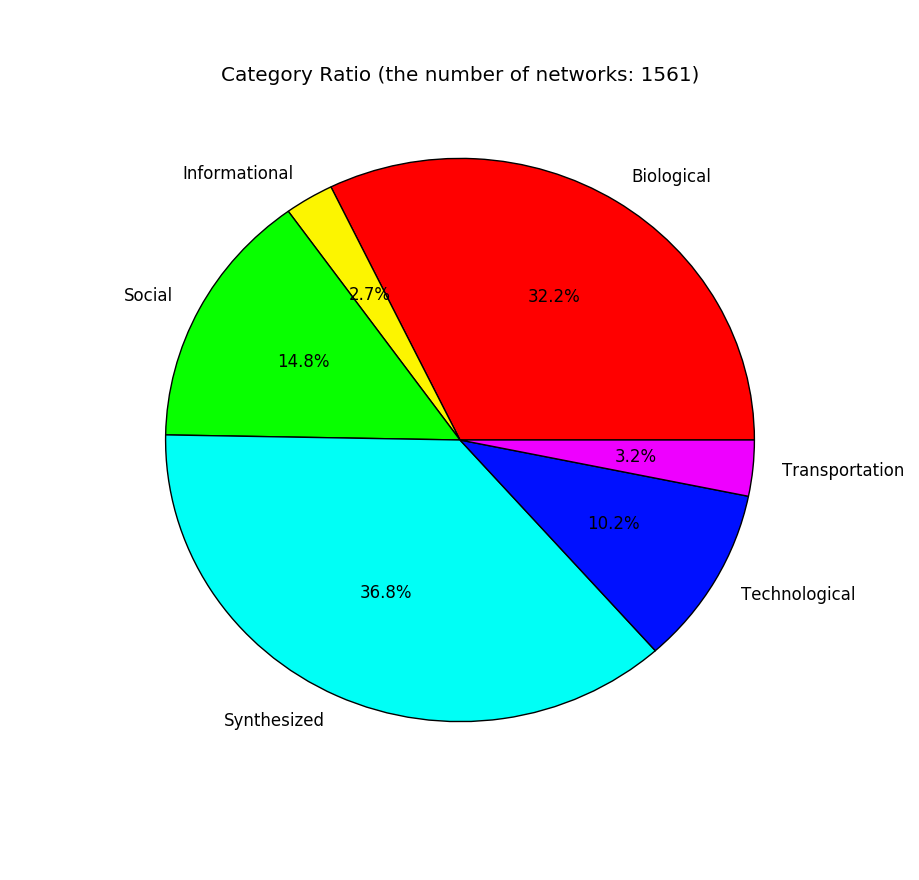 Category Ratio (the number of networks: 1561)
Informational
Biological
Social
2.7%
32.2%
14.8%
3.2%
Transportation
10.2%
36.8%
Technological
Synthesized